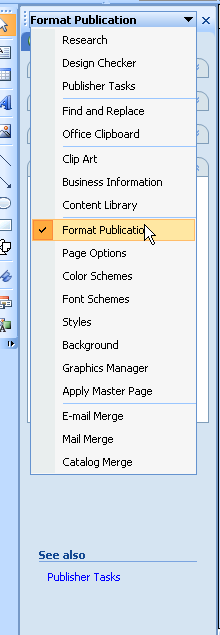 Format Publication
Research
Design Checker
Publisher Tasks
Find and Replace
Office Clipboard
Clip Art
Business Information
Content Library
Format Publication
Page Options
Color Schemes
Font Schemes
Styles
Background
Graphics Manager
Apply Master Page
E-mail Merge
Mail Merge
Catalog Merge
See also
Publisher Tasks